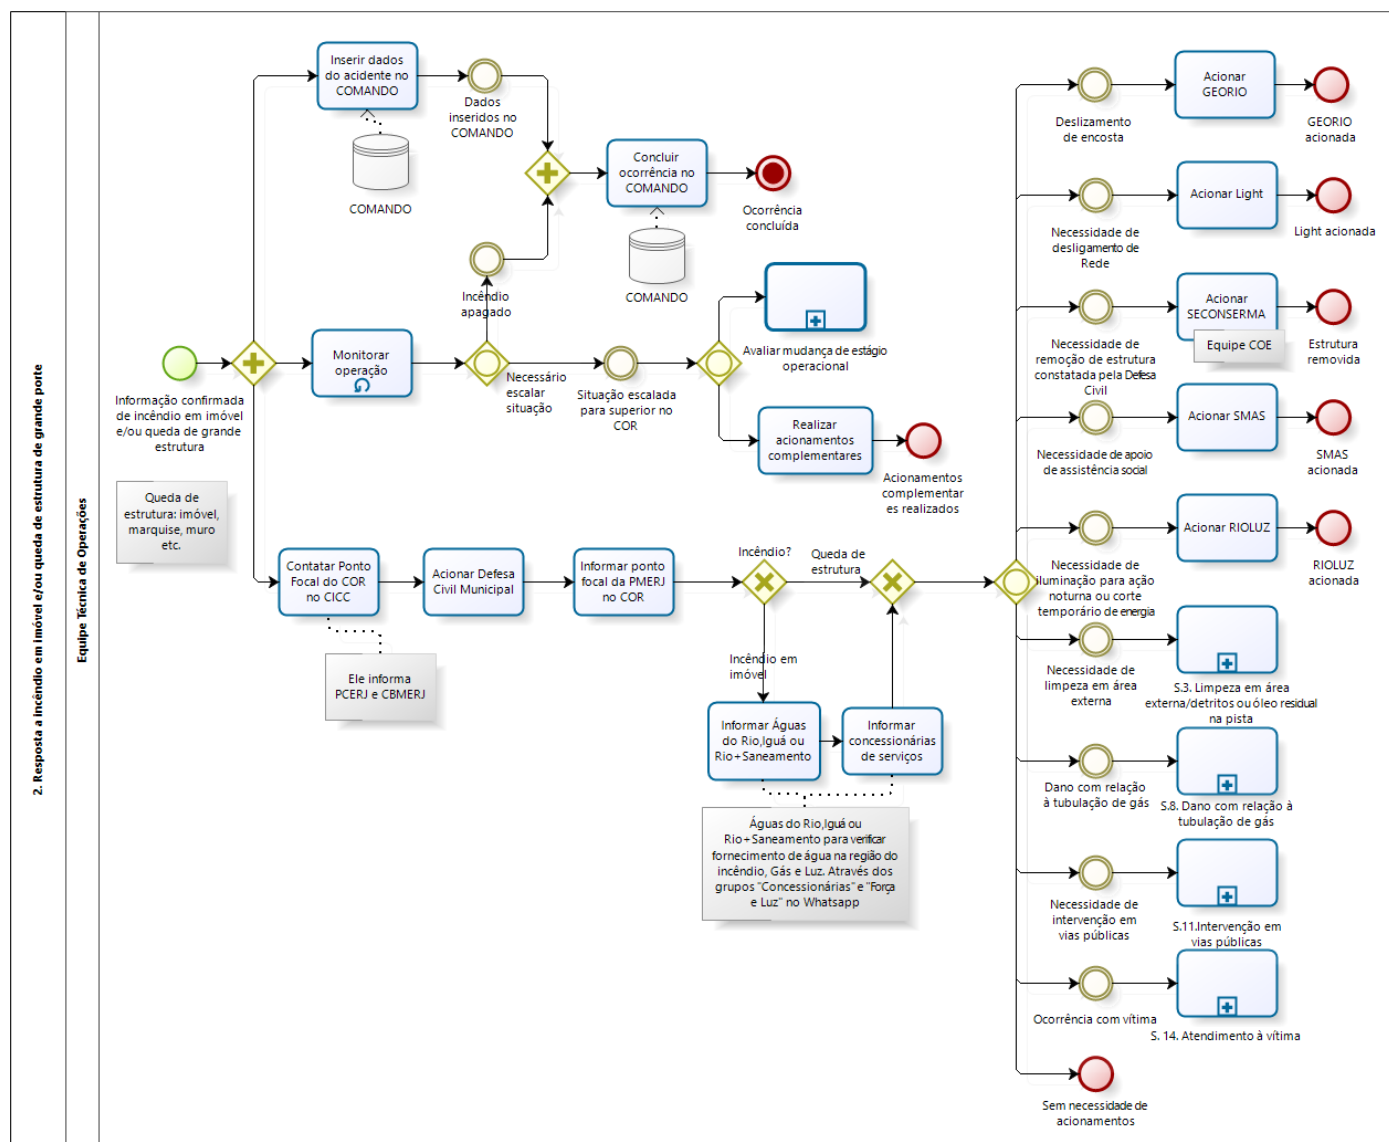 2. Resposta a incêndio em imóvel e/ou queda de estrutura de grande porte
Equipe Técnica de Operações
Informação confirmada
de incêndio em imóvel
e/ou queda de grande
estrutura
Queda de
estrutura: imóvel,
marquise, muro
etc.
Inserir dados
do acidente no
COMANDO
COMANDO
Dados
inseridos no
COMANDO
Concluir
ocorrência no
COMANDO
COMANDO
Ocorrência
concluída
Monitorar
operação
Incêndio
apagado
Necessário
escalar
situação
Situação escalada
para superior no
COR
Avaliar mudança de estágio
operacional
Realizar
acionamentos
complementares
Acionamentos
complementar
es realizados
Contatar Ponto
Focal do COR
no CICC
Ele informa
PCERJ e CBMERJ
Acionar Defesa
Civil Municipal
Informar ponto
focal da PMERJ
no COR
Incêndio?
Queda de
estrutura
Incêndio em
imóvel
Informar Águas
do Rio,Iguá ou
Rio+Saneamento
Informar
concessionárias
de serviços
Águas do Rio,Iguá ou
Rio+Saneamento para verificar
fornecimento de água na região do
incêndio, Gás e Luz. Através dos
grupos "Concessionárias" e "Força
e Luz" no Whatsapp
Deslizamento
de encosta
Acionar
GEORIO
GEORIO
acionada
Necessidade de
desligamento de
Rede
Acionar Light
Light acionada
Necessidade de
remoção de estrutura
constatada pela Defesa
Civil
Acionar
SECONSERMA
Equipe COE
Estrutura
removida
Necessidade de apoio
de assistência social
Acionar SMAS
SMAS
acionada
Necessidade de
iluminação para ação
noturna ou corte
temporário de energia
Acionar RIOLUZ
RIOLUZ
acionada
Necessidade de
limpeza em área
externa
S.3. Limpeza em área
externa/detritos ou óleo residual
na pista
Dano com relação
à tubulação de gás
S.8. Dano com relação à
tubulação de gás
Necessidade de
intervenção em
vias públicas
S.11.Intervenção em
vias públicas
Ocorrência com vítima
S. 14. Atendimento à vítima
Sem necessidade de
acionamentos